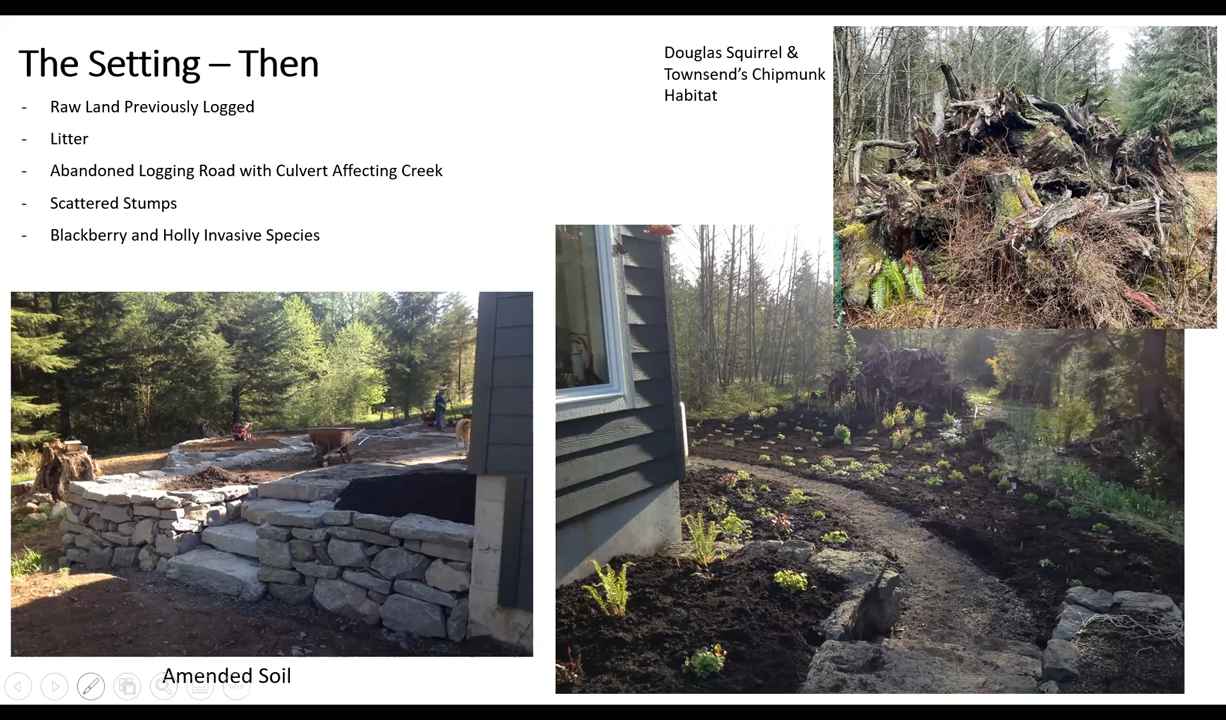 The Setting – Then
- Raw Land Previously Logged
- Litter
- Abandoned Logging Road with Culvert Affecting Creek
- Scattered Stumps
- Blackberry and Holly Invasive Species
Douglas Squirrel &
Townsend's Chipmunk
Habitat
Amended Soil